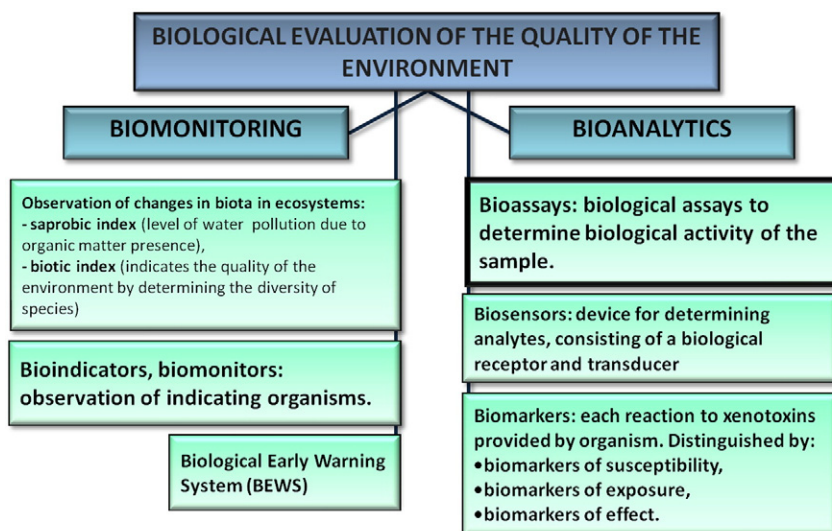 BIOLOGICAL EVALUATION OF THE QUALITY OF THE
ENVIRONMENT
BIOMONITORING
Observation of changes in biota in ecosystems:
- saprobic index (level of water pollution due to
organic matter presence),
- biotic index (indicates the quality of the
environment by determining the diversity of
species)
Bioindicators, biomonitors:
observation of indicating organisms.
Biological Early Warning
System (BEWS)
BIOANALYTICS
Bioassays: biological assays to
determine biological activity of the
sample.
Biosensors: device for determining
analytes, consisting of a biological
receptor and transducer
Biomarkers: each reaction to xenotoxins
provided by organism. Distinguished by:
•biomarkers of susceptibility,
•biomarkers of exposure,
•biomarkers of effect.